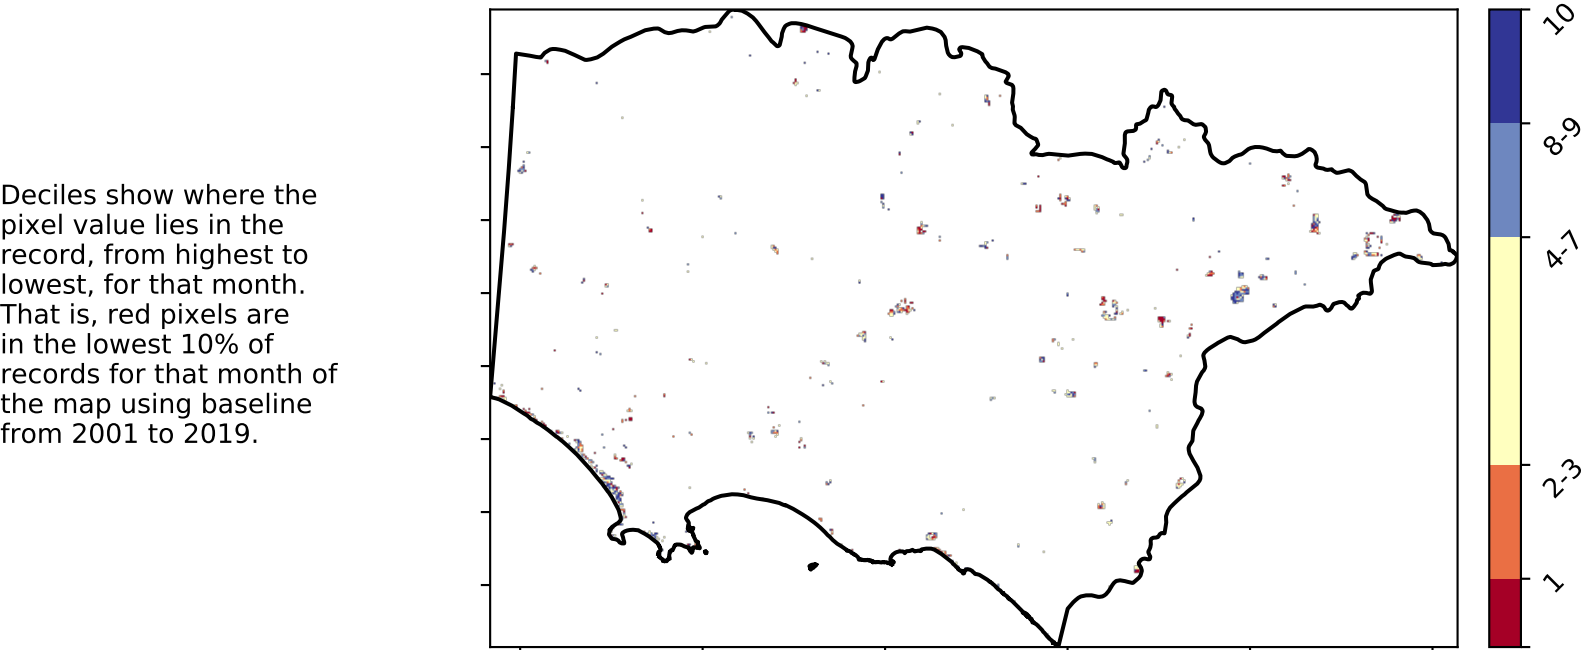 Deciles show where the
pixel value lies in the
record, from highest to
lowest, for that month.
That is, red pixels are
in the lowest 10% of
records for that month of
the map using baseline
from 2001 to 2019.
10
8-9
4-7
2-3
1